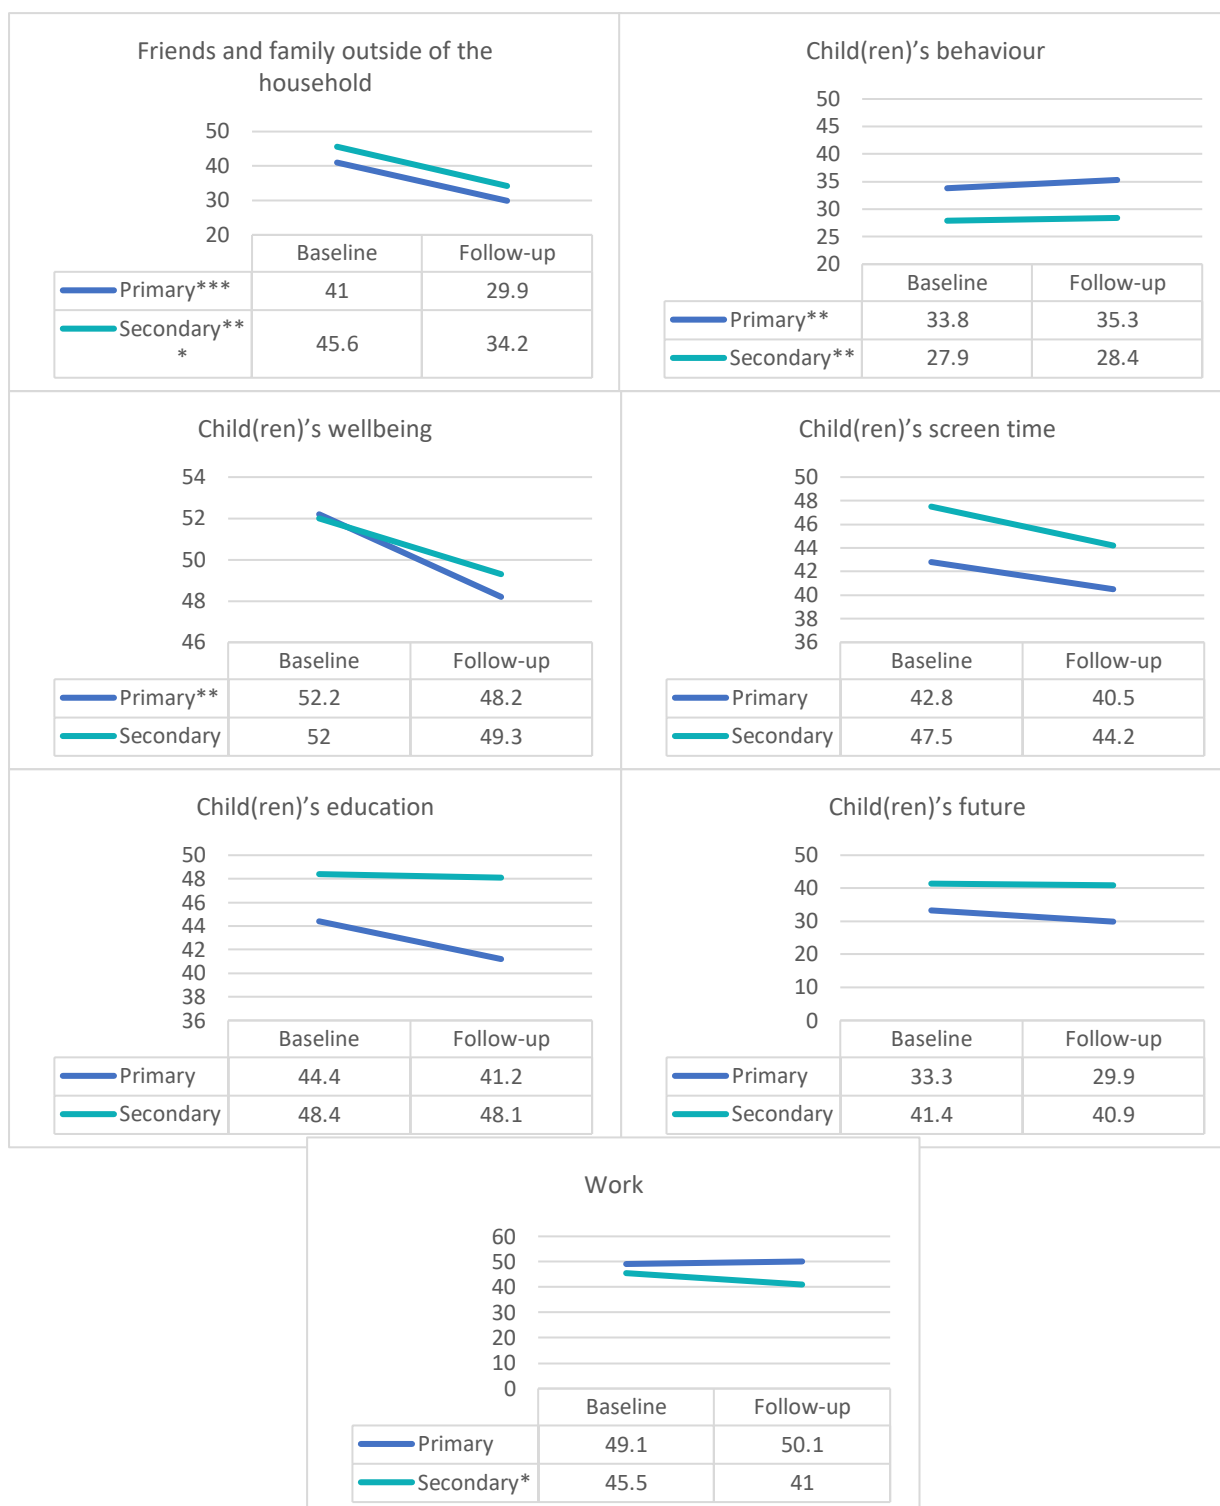 Friends and family outside of the
household
50
40
30
20
Baseline Follow-up
Primary*** 41 29.9
Secondary**
* 45.6 34.2
Child(ren)’s behaviour
50
45
40
35
30
25
20
Baseline Follow-up
Primary** 33.8 35.3
Secondary** 27.9 28.4
Child(ren)’s wellbeing
54
52
50
48
46
Baseline Follow-up
Primary** 52.2 48.2
Secondary 52 49.3
Child(ren)’s screen time
50
48
46
44
42
40
38
36
Baseline Follow-up
Primary 42.8 40.5
Secondary 47.5 44.2
Child(ren)’s education
50
48
46
44
42
40
38
36
Baseline Follow-up
Primary 44.4 41.2
Secondary 48.4 48.1
Child(ren)’s future
50
40
30
20
10
0
Baseline Follow-up
Primary 33.3 29.9
Secondary 41.4 40.9
Work
60
50
40
30
20
10
0
Baseline Follow-up
Primary 49.1 50.1
Secondary* 45.5 41